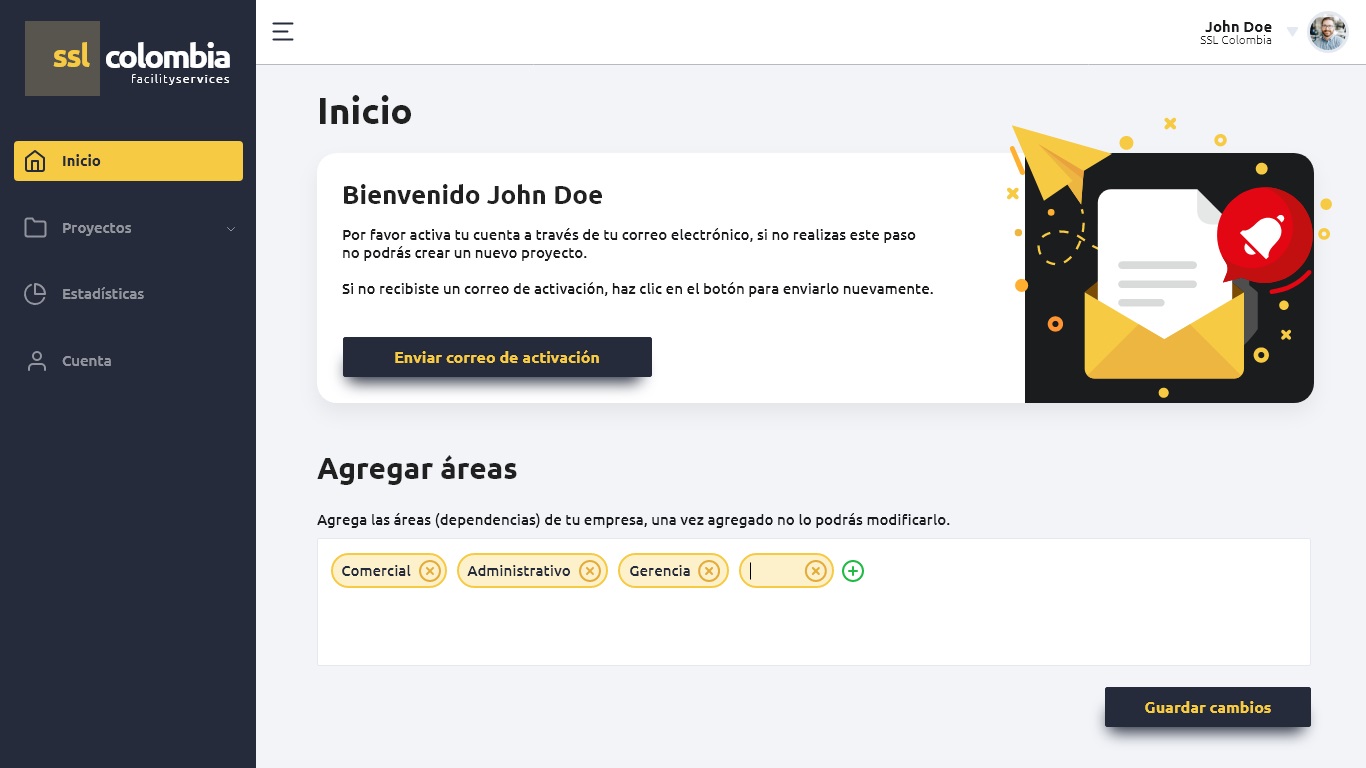 ssl colombia
facilityservices
John Doe
SSL Colombia
Inicio
Proyectos
Estadísticas
Cuenta
Inicio
Bienvenido John Doe
Por favor activa tu cuenta a través de tu correo electrónico, si no realizas este paso
no podrás crear un nuevo proyecto.
Si no recibiste un correo de activación, haz clic en el botón para enviarlo nuevamente.
Enviar correo de activación
Agregar áreas
Agrega las áreas (dependencias) de tu empresa, una vez agregado no lo podrás modificarlo.
Comercial Administrativo Gerencia
Guardar cambios